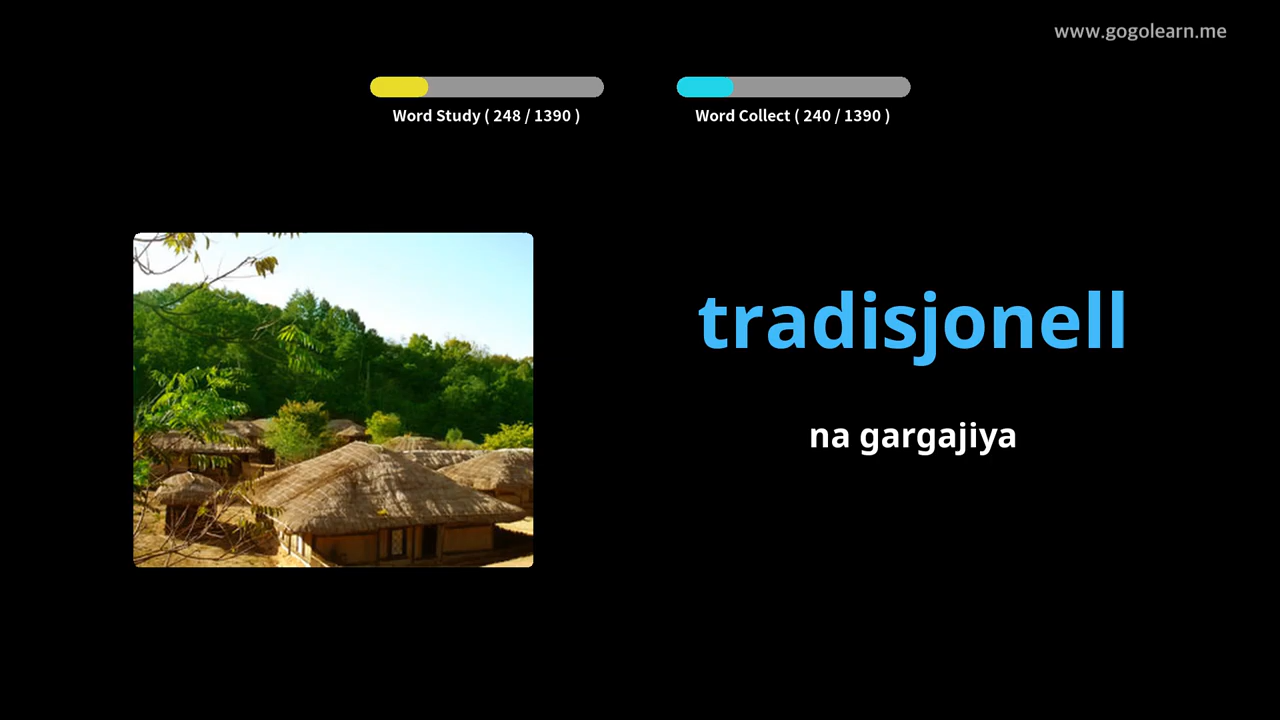 www.gogolearn.me
Word Study ( 248 / 1390 )
Word Collect ( 240 / 1390 )
tradisjonell
na gargajiya